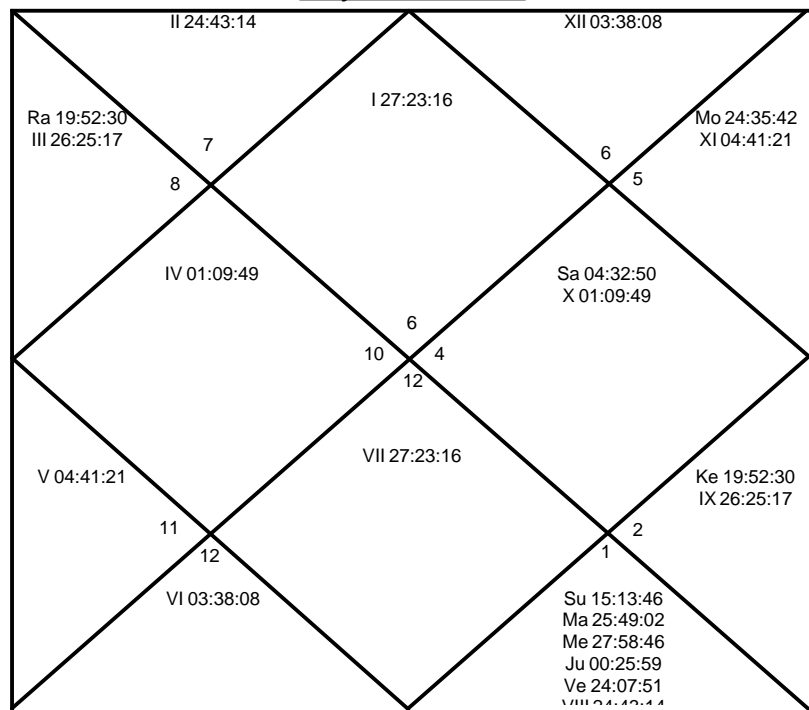 II 24:43:14
XII 03:38:08
I 27:23:16
Ra 19:52:30
III 26:25:17
Mo 24:35:42
XI 04:41:21
7
6
8
5
IV 01:09:49
Sa 04:32:50
X 01:09:49
6
10
4
12
VII 27:23:16
V 04:41:21
Ke 19:52:30
IX 26:25:17
11
2
12
1
VI 03:38:08
Su 15:13:46
Ma 25:49:02
Me 27:58:46
Ju 00:25:59
Ve 24:07:51
VIII 24:43:14